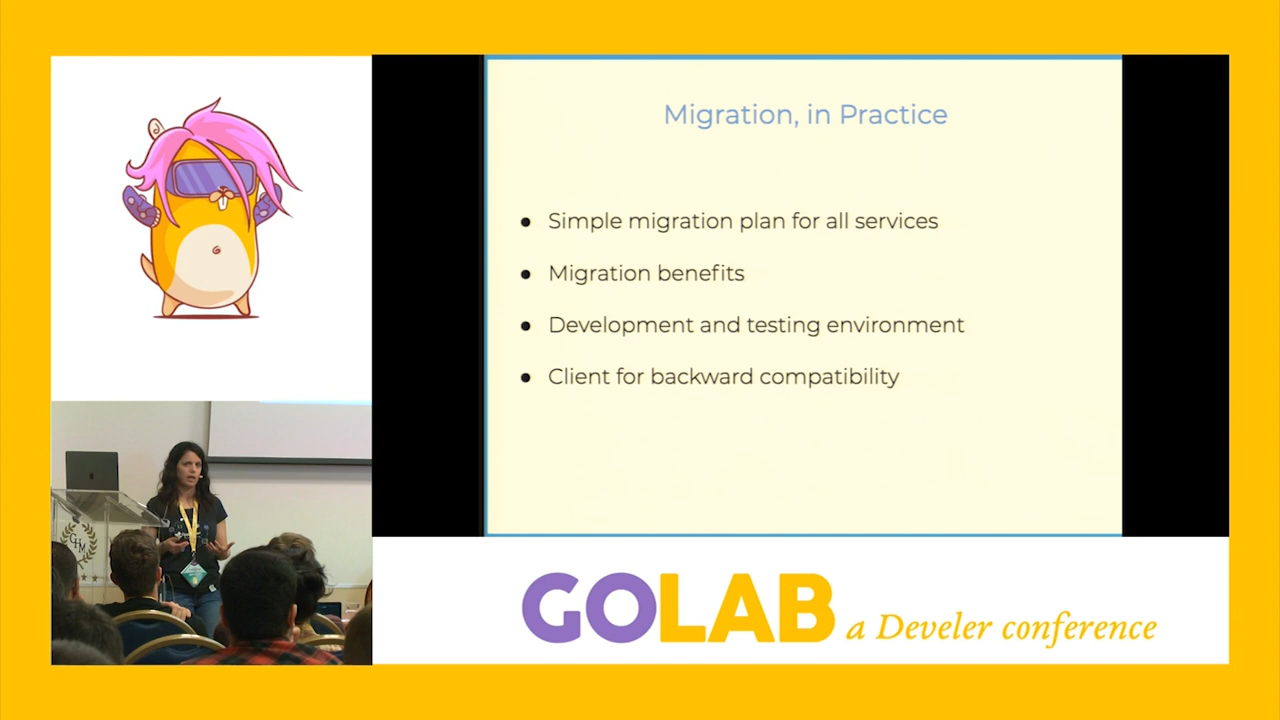 Migration, in Practice
● Simple migration plan for all services
● Migration benefits
● Development and testing environment
● Client for backward compatibility
GOLAB a Develer conference